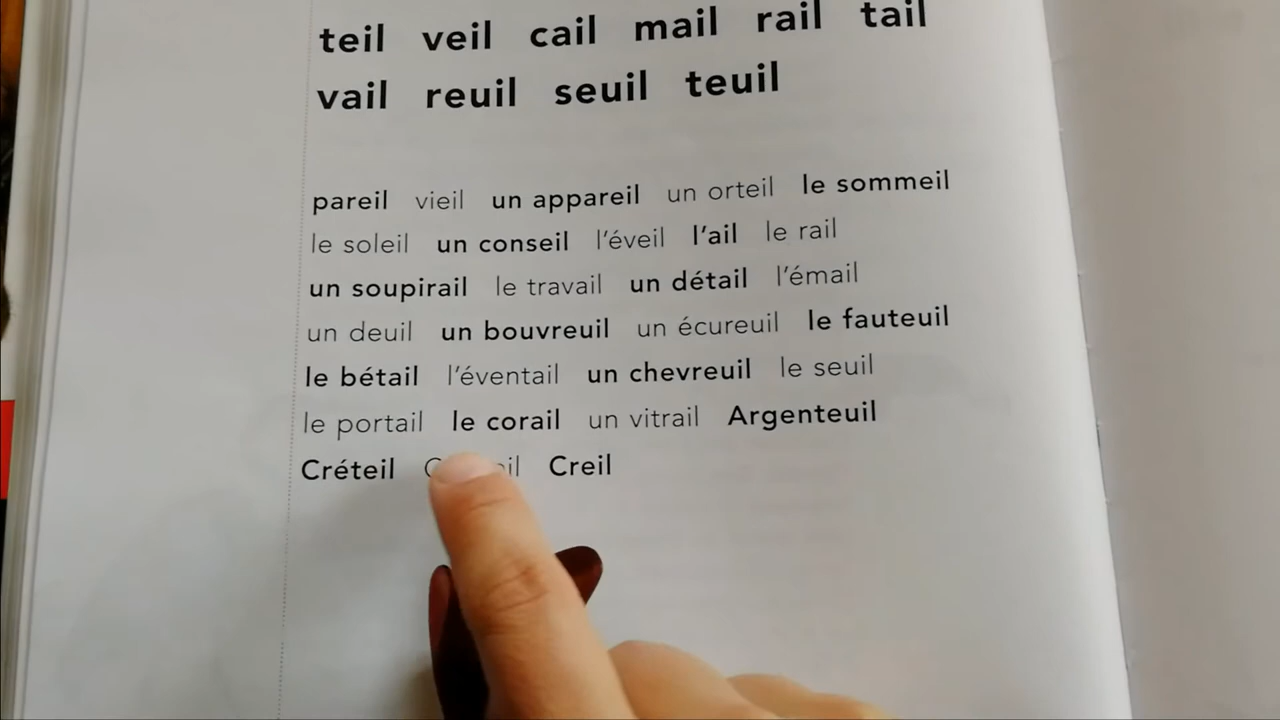 teil veil cail mail rail tail
vail reuil seuil teuil
pareil vieil un appareil un orteil le sommeil
le soleil un conseil l'éveil l'ail le rail
un soupirail le travail un détail l'émail
un deuil un bouvreuil un écureuil le fauteuil
le bétail l'éventail un chevreuil le seuil
le portail le corail un vitrail Argenteuil
Créteil Creil